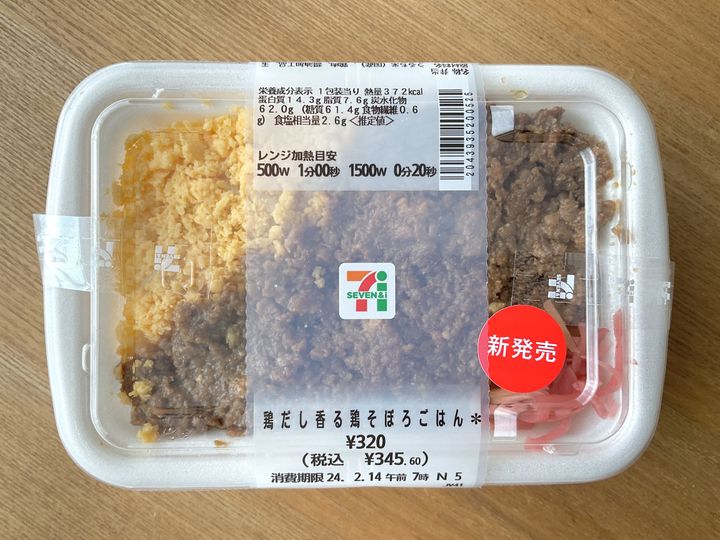 名称 弁当
栄養成分表示 1包装当り 熱量372kcal
蛋白質14.3g 脂質7.6g 炭水化物
62.0g (糖質61.4g 食物繊維0.6
g) 食塩相当量2.6g<推定値>
レンジ加熱目安
500W 1分00秒 1500W 0分20秒
2043935200525
SEVEN&i
新発売
鶏だし香る鶏そぼろごはん*
¥320
(税込 ¥345.60)
消費期限 24. 2.14 午前 7時 N 5